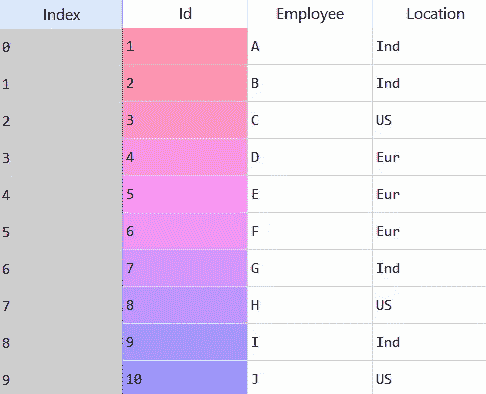 Index Id Employee Location
0 1 A Ind
1 2 B Ind
2 3 C US
3 4 D Eur
4 5 E Eur
5 6 F Eur
6 7 G Ind
7 8 H US
8 9 I Ind
9 10 J US